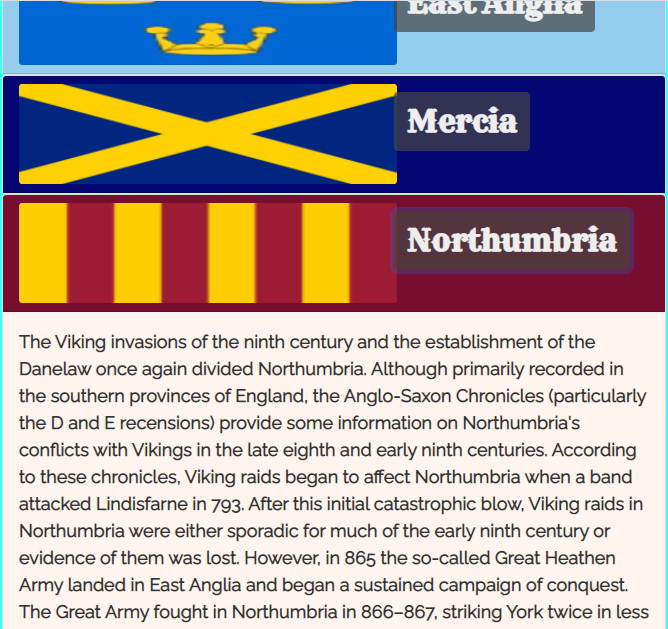 East Anglia
Mercia
Northumbria
The Viking invasions of the ninth century and the establishment of the
Danelaw once again divided Northumbria. Although primarily recorded in
the southern provinces of England, the Anglo-Saxon Chronicles (particularly
the D and E recensions) provide some information on Northumbria's
conflicts with Vikings in the late eighth and early ninth centuries. According
to these chronicles, Viking raids began to affect Northumbria when a band
attacked Lindisfarne in 793. After this initial catastrophic blow, Viking raids in
Northumbria were either sporadic for much of the early ninth century or
evidence of them was lost. However, in 865 the so-called Great Heathen
Army landed in East Anglia and began a sustained campaign of conquest.
The Great Army fought in Northumbria in 866–867, striking York twice in less